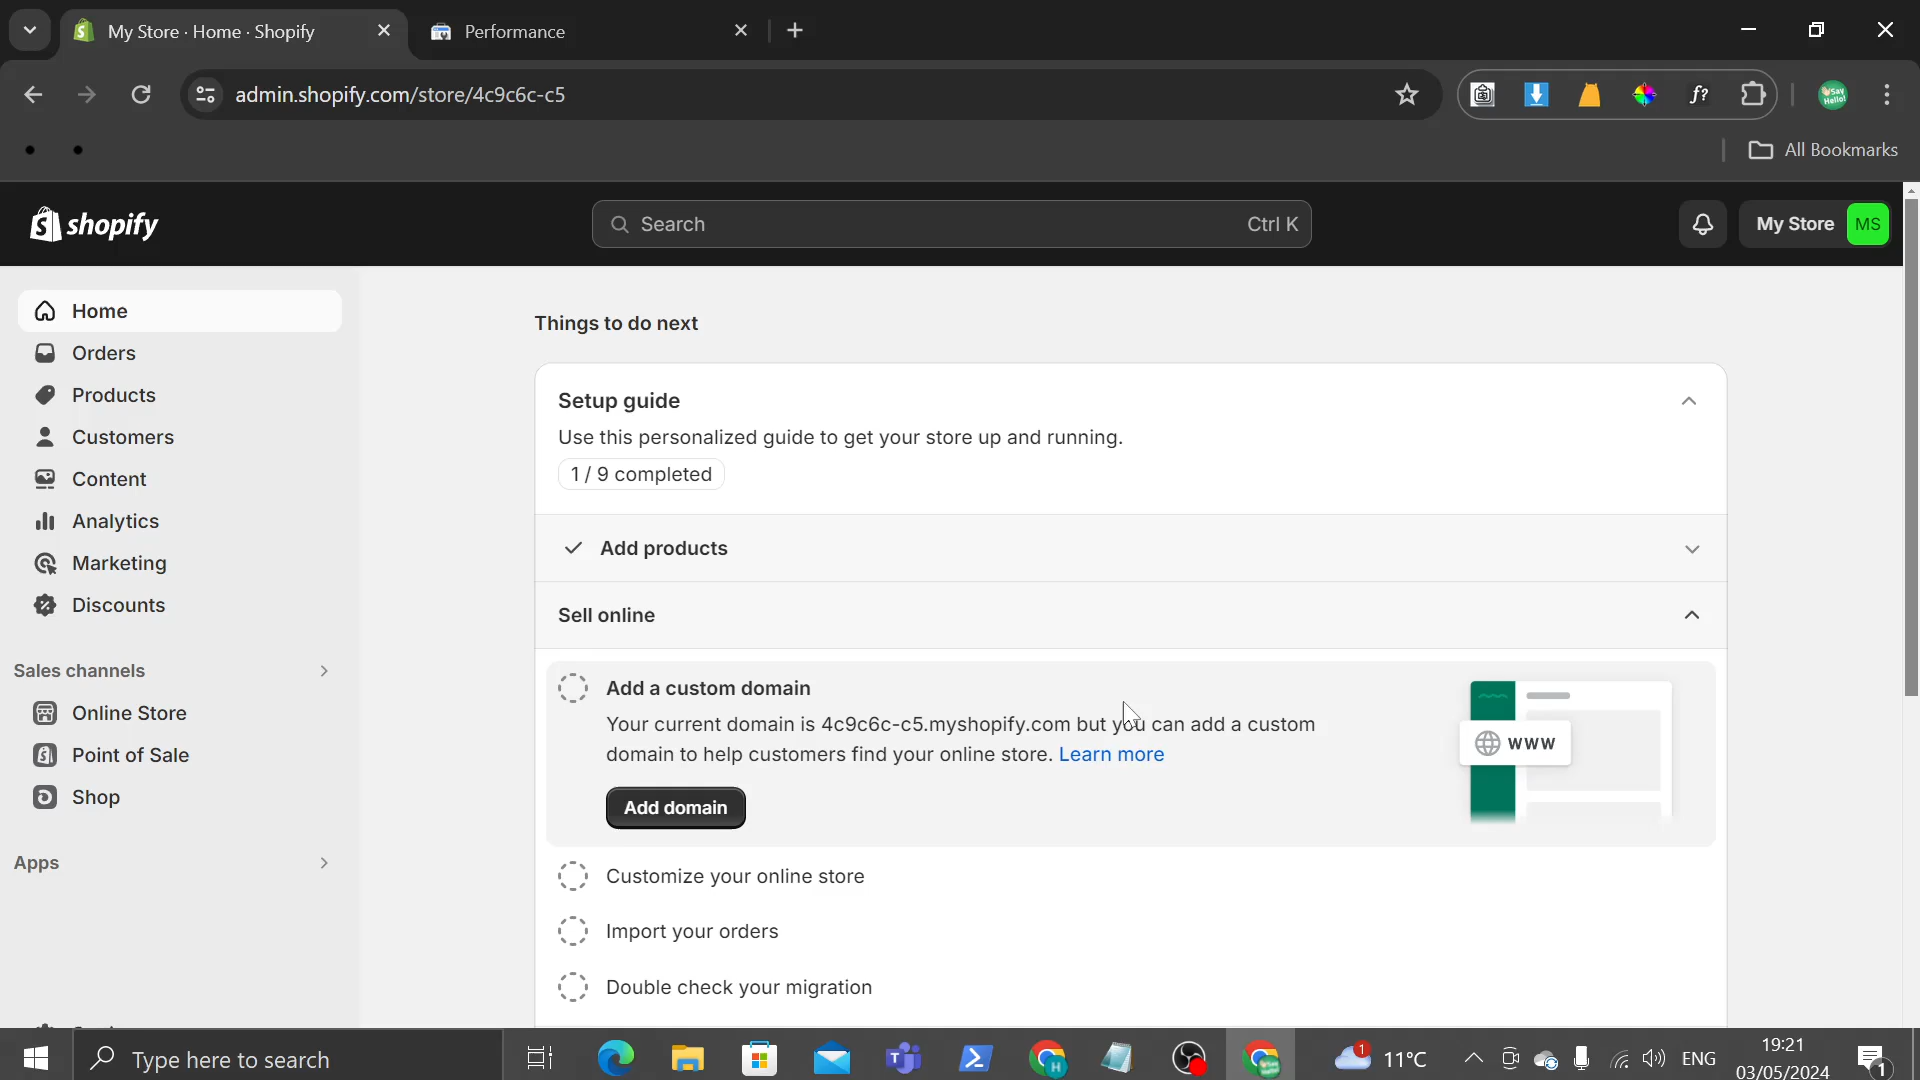 My Store · Home · Shopify
Performance
admin.shopify.com/store/4c9c6c-c5
f?
Say Hello!
All Bookmarks
shopify
Search
Ctrl K
My Store
MS
Home
Orders
Products
Customers
Content
Analytics
Marketing
Discounts
Sales channels
Online Store
Point of Sale
Shop
Apps
Things to do next
Setup guide
Use this personalized guide to get your store up and running.
1 / 9 completed
Add products
Sell online
Add a custom domain
Your current domain is 4c9c6c-c5.myshopify.com but you can add a custom
domain to help customers find your online store. Learn more
Add domain
www
Customize your online store
Import your orders
Double check your migration
Type here to search
H
1
11°C
ENG
19:21
03/05/2024
1